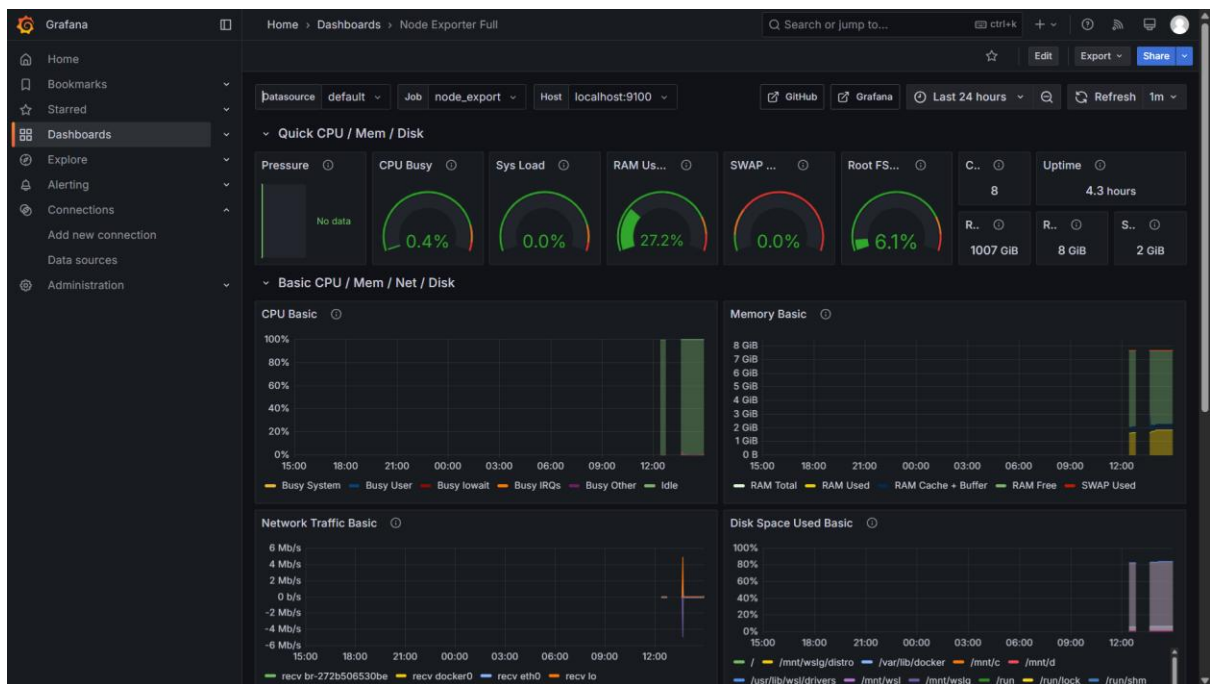 Grafana
Home › Dashboards › Node Exporter Full
Search or jump to...
ctrl+k
Home
Bookmarks
Starred
Dashboards
Explore
Alerting
Connections
Add new connection
Data sources
Administration
Edit
Export
Share
Datasource default
Job node_export
Host localhost:9100
GitHub
Grafana
Last 24 hours
Refresh 1m
Quick CPU / Mem / Disk
Pressure
No data
CPU Busy
0.4%
Sys Load
0.0%
RAM Us...
27.2%
SWAP ...
0.0%
Root FS...
6.1%
C..
8
Uptime
4.3 hours
R..
1007 GiB
R..
8 GiB
S..
2 GiB
Basic CPU / Mem / Net / Disk
CPU Basic
100%
80%
60%
40%
20%
0%
15:00 18:00 21:00 00:00 03:00 06:00 09:00 12:00
Busy System Busy User Busy Iowait Busy IRQs Busy Other Idle
Memory Basic
8 GiB
7 GiB
6 GiB
5 GiB
4 GiB
3 GiB
2 GiB
1 GiB
0 B
15:00 18:00 21:00 00:00 03:00 06:00 09:00 12:00
RAM Total RAM Used RAM Cache + Buffer RAM Free SWAP Used
Network Traffic Basic
6 Mb/s
4 Mb/s
2 Mb/s
0 b/s
-2 Mb/s
-4 Mb/s
-6 Mb/s
15:00 18:00 21:00 00:00 03:00 06:00 09:00 12:00
recv br-272b506530be recv docker0 recv eth0 recv lo
Disk Space Used Basic
100%
80%
60%
40%
20%
0%
15:00 18:00 21:00 00:00 03:00 06:00 09:00 12:00
/ /mnt/wslg/distro /var/lib/docker /mnt/c /mnt/d
/usr/lib/wsl/drivers /mnt/wsl /mnt/wslg /run /run/lock /run/shm